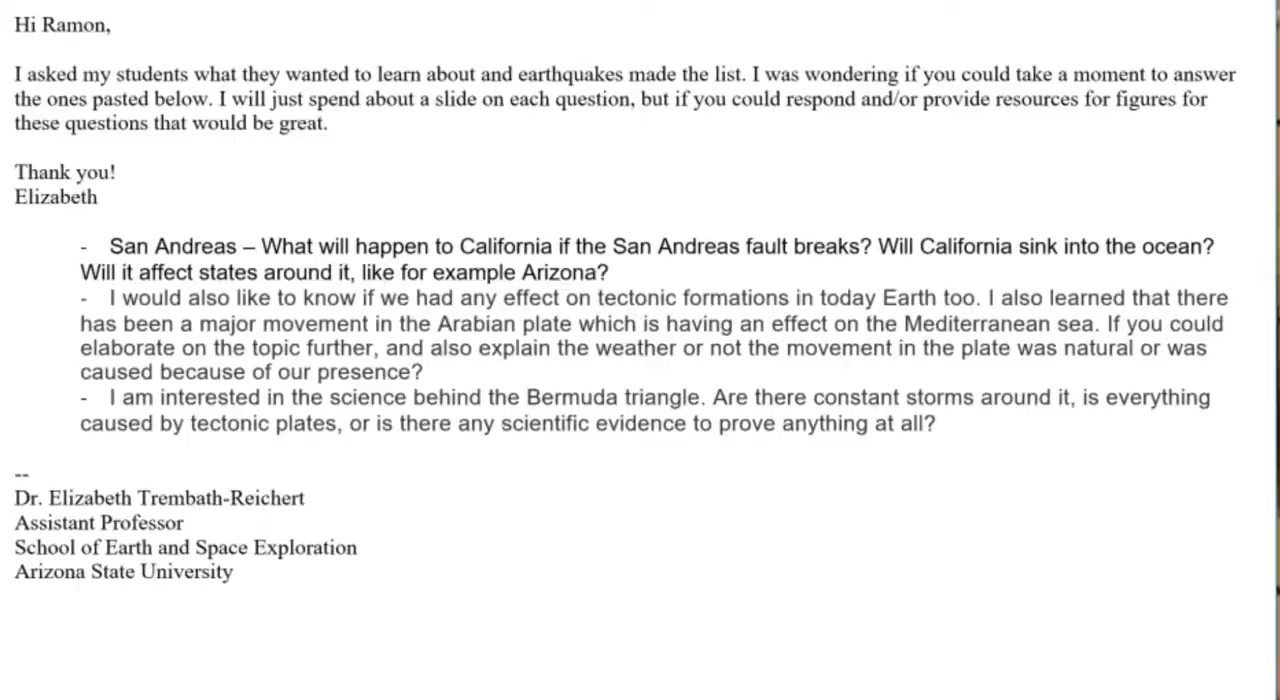 Hi Ramon,
I asked my students what they wanted to learn about and earthquakes made the list. I was wondering if you could take a moment to answer
the ones pasted below. I will just spend about a slide on each question, but if you could respond and/or provide resources for figures for
these questions that would be great.
Thank you!
Elizabeth
- San Andreas – What will happen to California if the San Andreas fault breaks? Will California sink into the ocean?
Will it affect states around it, like for example Arizona?
- I would also like to know if we had any effect on tectonic formations in today Earth too. I also learned that there
has been a major movement in the Arabian plate which is having an effect on the Mediterranean sea. If you could
elaborate on the topic further, and also explain the weather or not the movement in the plate was natural or was
caused because of our presence?
- I am interested in the science behind the Bermuda triangle. Are there constant storms around it, is everything
caused by tectonic plates, or is there any scientific evidence to prove anything at all?
--
Dr. Elizabeth Trembath-Reichert
Assistant Professor
School of Earth and Space Exploration
Arizona State University